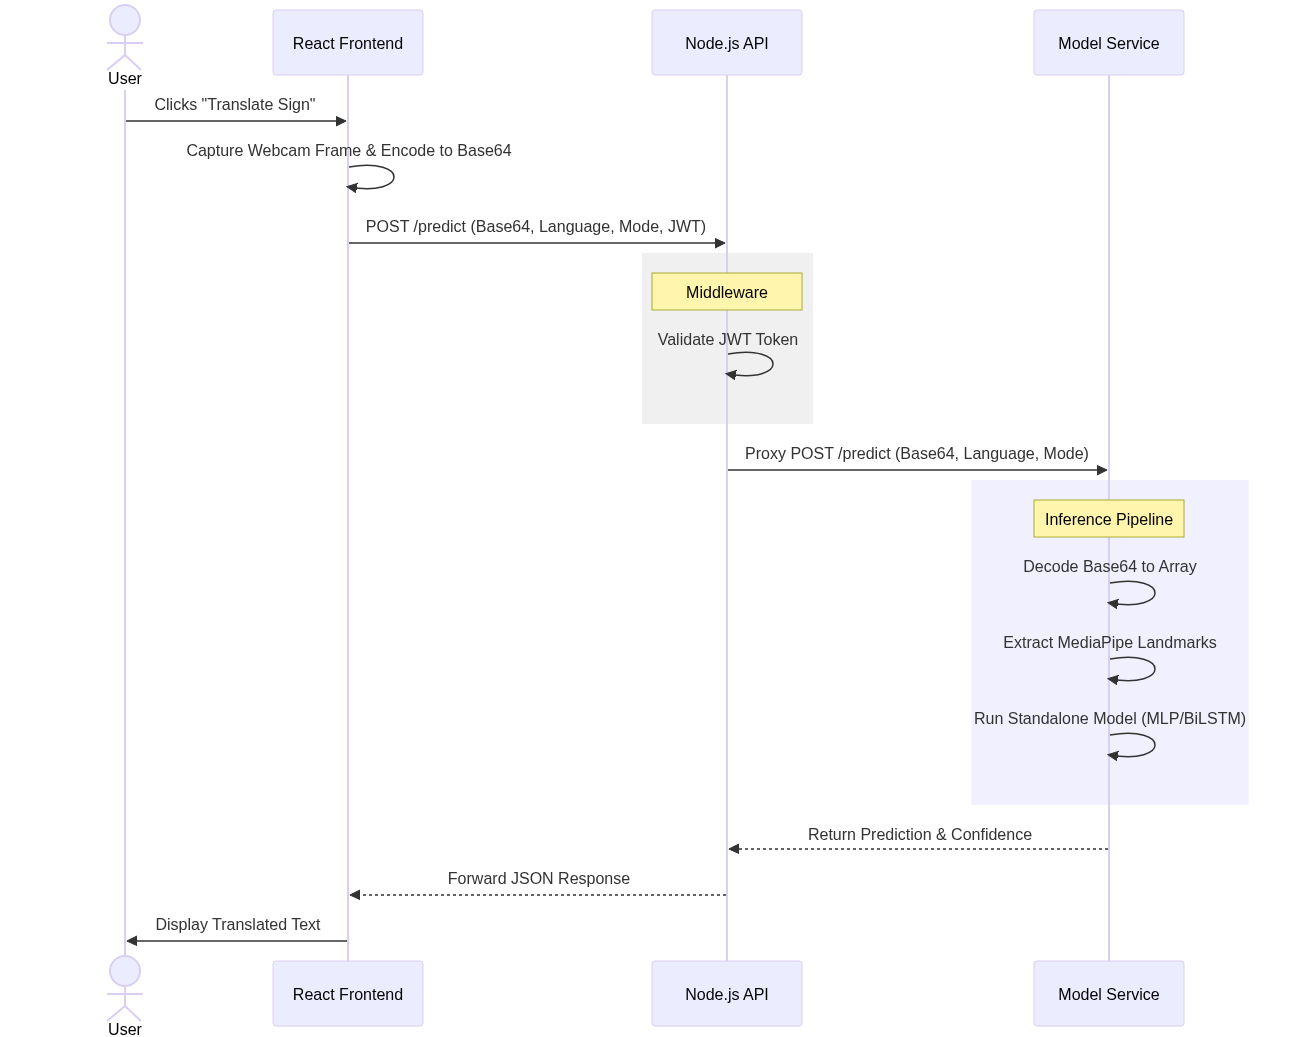 User
React Frontend
Node.js API
Model Service
Clicks "Translate Sign"
Capture Webcam Frame & Encode to Base64
POST /predict (Base64, Language, Mode, JWT)
Middleware
Validate JWT Token
Proxy POST /predict (Base64, Language, Mode)
Inference Pipeline
Decode Base64 to Array
Extract MediaPipe Landmarks
Run Standalone Model (MLP/BiLSTM)
Return Prediction & Confidence
Forward JSON Response
Display Translated Text
User
React Frontend
Node.js API
Model Service